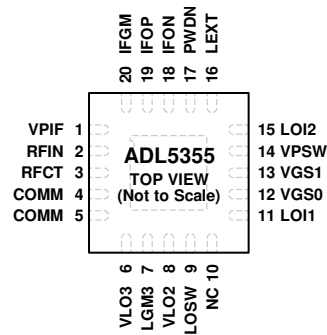 20 IFGM
19 IFOP
18 IFON
17 PWDN
16 LEXT
VPIF 1
RFIN 2
RFCT 3
COMM 4
COMM 5
ADL5355
TOP VIEW
(Not to Scale)
15 LOI2
14 VPSW
13 VGS1
12 VGS0
11 LOI1
VLO3 6
LGM3 7
VLO2 8
LOSW 9
NC 10